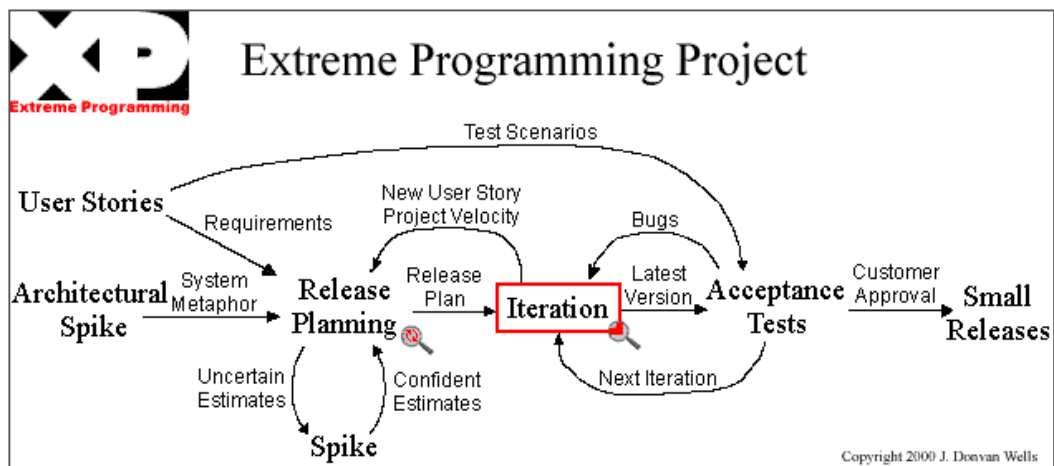 XP
Extreme Programming
Extreme Programming Project
Test Scenarios
User Stories
Requirements
New User Story
Project Velocity
Bugs
Architectural
Spike
System
Metaphor
Release
Planning
Release
Plan
Iteration
Latest
Version
Acceptance
Tests
Customer
Approval
Small
Releases
Uncertain
Estimates
Confident
Estimates
Next Iteration
Spike
Copyright 2000 J. Donvan Wells